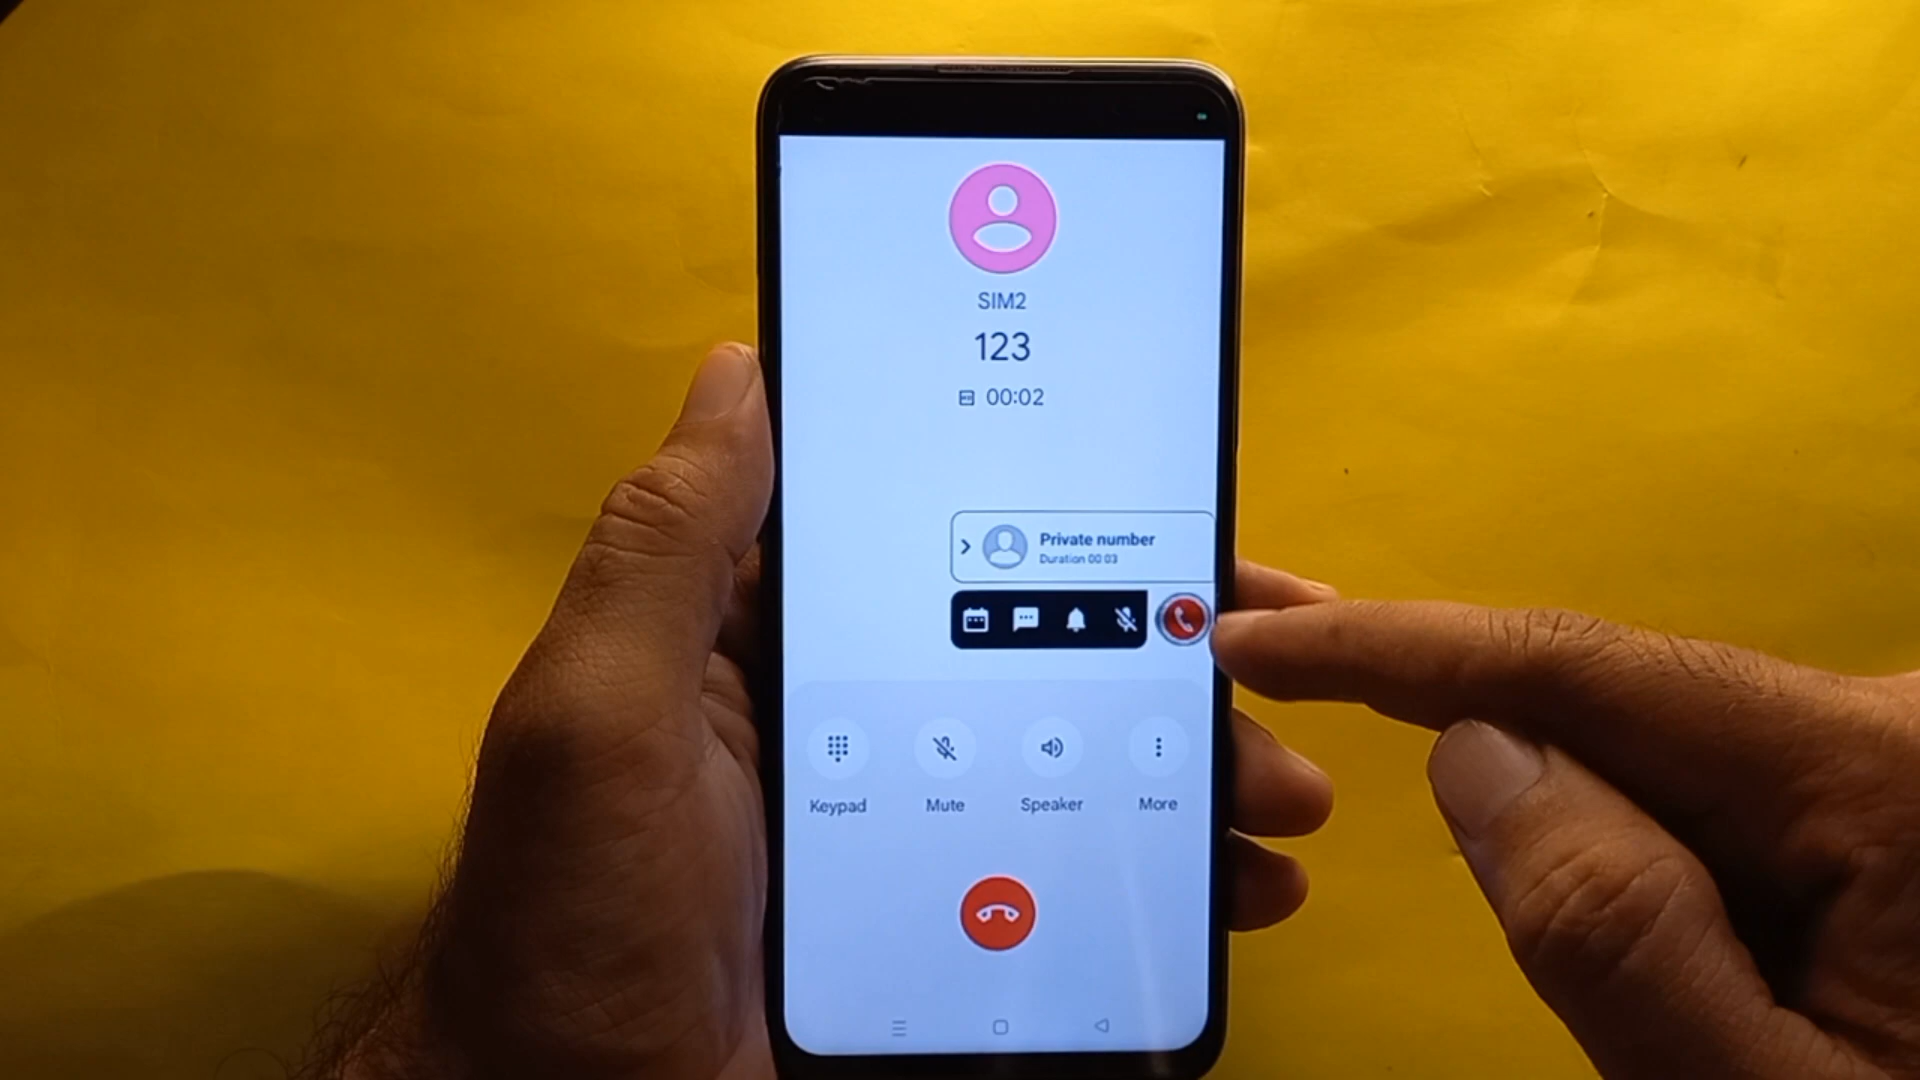 SIM2
123
00:02
Private number
Duration 00:03
Keypad
Mute
Speaker
More